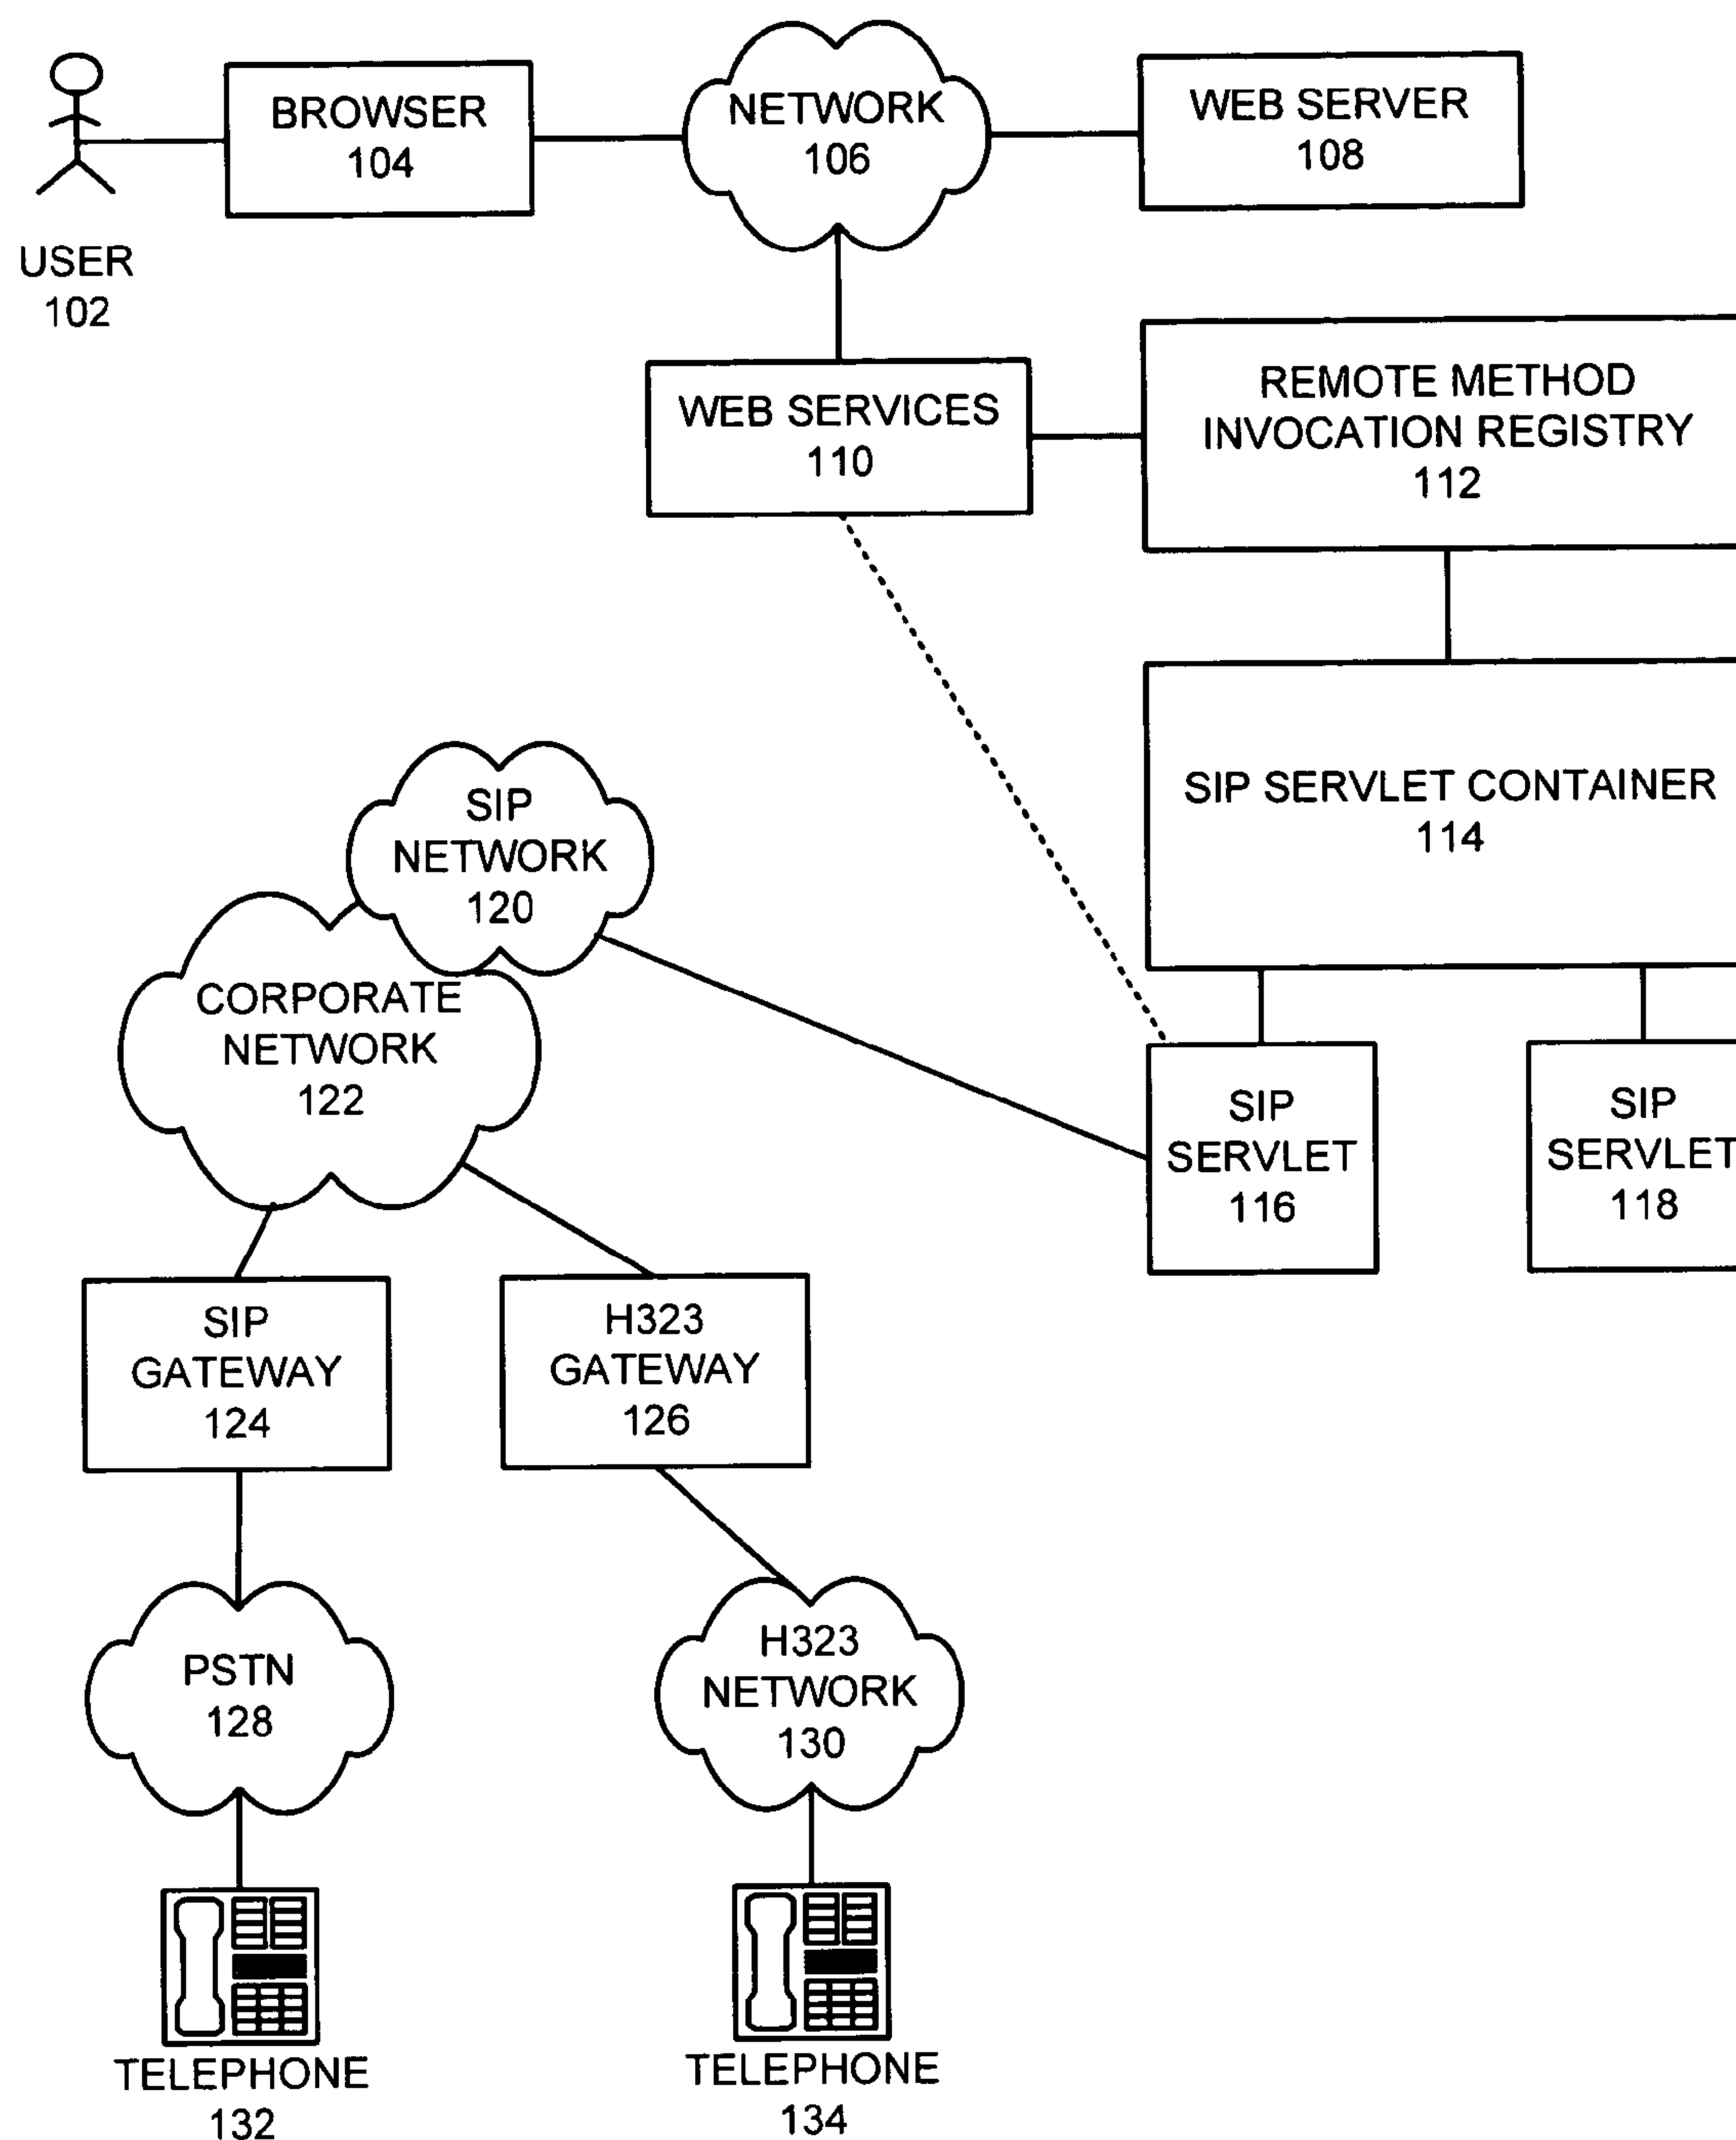 BROWSER
104
NETWORK
106
WEB SERVER
108
USER
102
WEB SERVICES
110
REMOTE METHOD
INVOCATION REGISTRY
112
SIP SERVLET CONTAINER
114
SIP
NETWORK
120
CORPORATE
NETWORK
122
SIP
SERVLET
116
SIP
SERVLET
118
SIP
GATEWAY
124
H323
GATEWAY
126
PSTN
128
H323
NETWORK
130
TELEPHONE
132
TELEPHONE
134